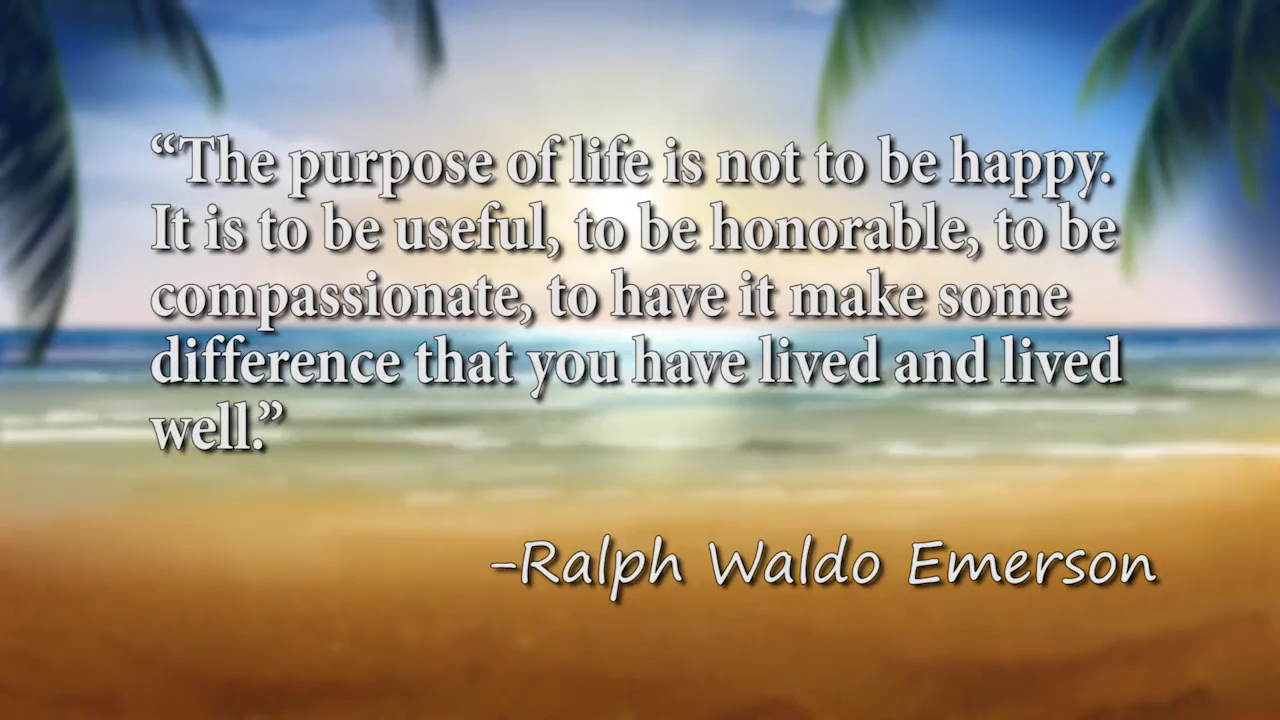 “The purpose of life is not to be happy.
It is to be useful, to be honorable, to be
compassionate, to have it make some
difference that you have lived and lived
well.”
-Ralph Waldo Emerson